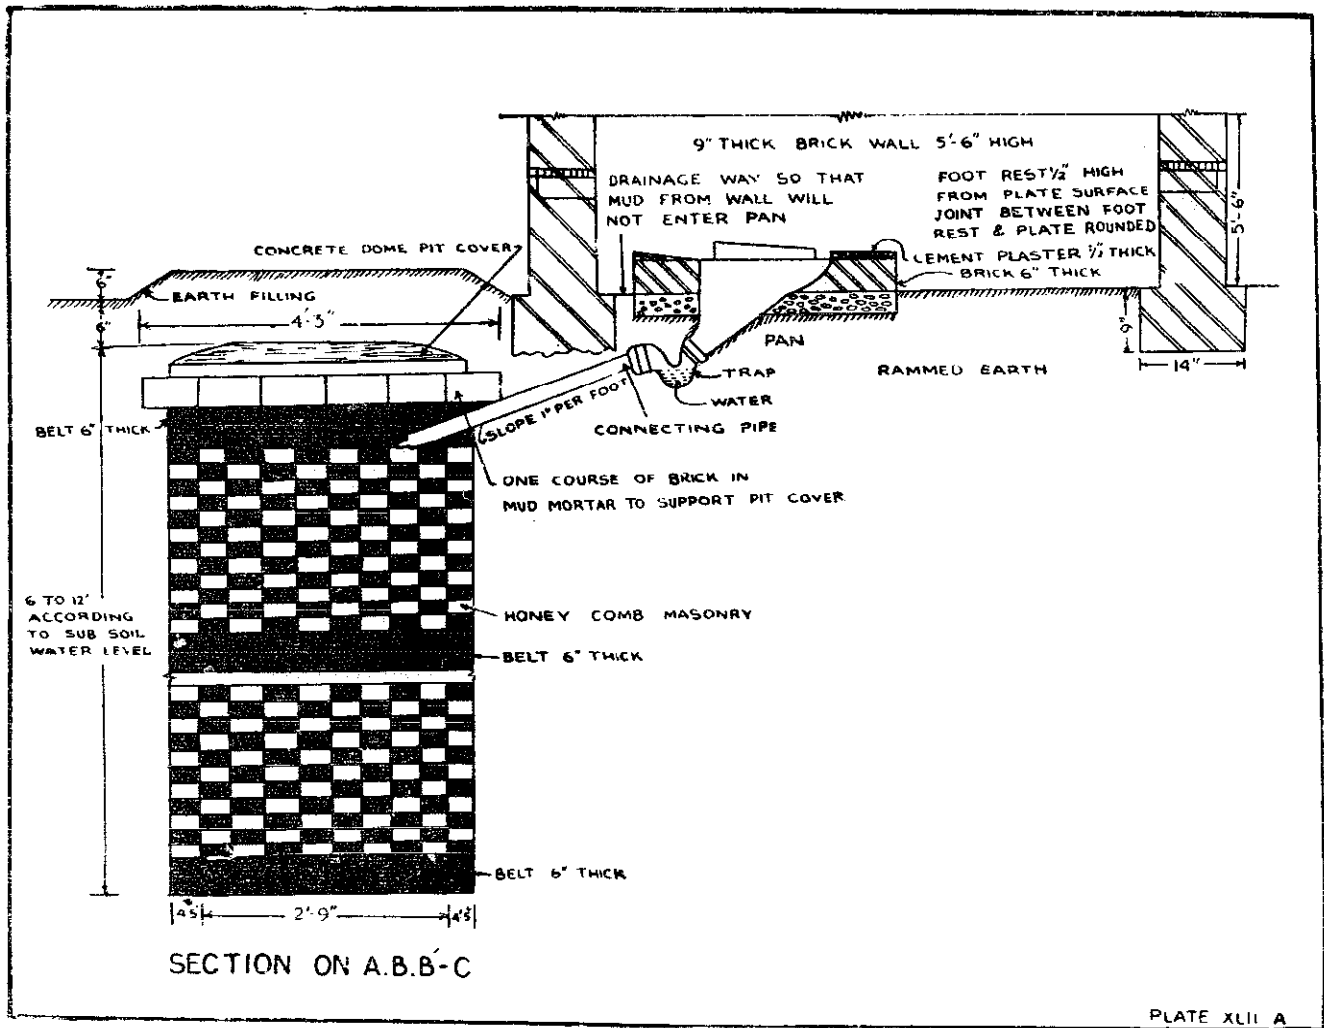 9" THICK BRICK WALL 5'-6" HIGH
DRAINAGE WAY SO THAT
MUD FROM WALL WILL
NOT ENTER PAN
FOOT REST ½" HIGH
FROM PLATE SURFACE
JOINT BETWEEN FOOT
REST & PLATE ROUNDED
5'-6"
CONCRETE DOME PIT COVER
CEMENT PLASTER ½" THICK
BRICK 6" THICK
6"
EARTH FILLING
4'-3"
6"
9"
PAN
TRAP
RAMMED EARTH
14"
WATER
SLOPE 1" PER FOOT
CONNECTING PIPE
BELT 6" THICK
ONE COURSE OF BRICK IN
MUD MORTAR TO SUPPORT PIT COVER
6 TO 12'
ACCORDING
TO SUB SOIL
WATER LEVEL
HONEY COMB MASONRY
BELT 6" THICK
BELT 6" THICK
2'-9"
SECTION ON A.B.B'-C
PLATE XLII A